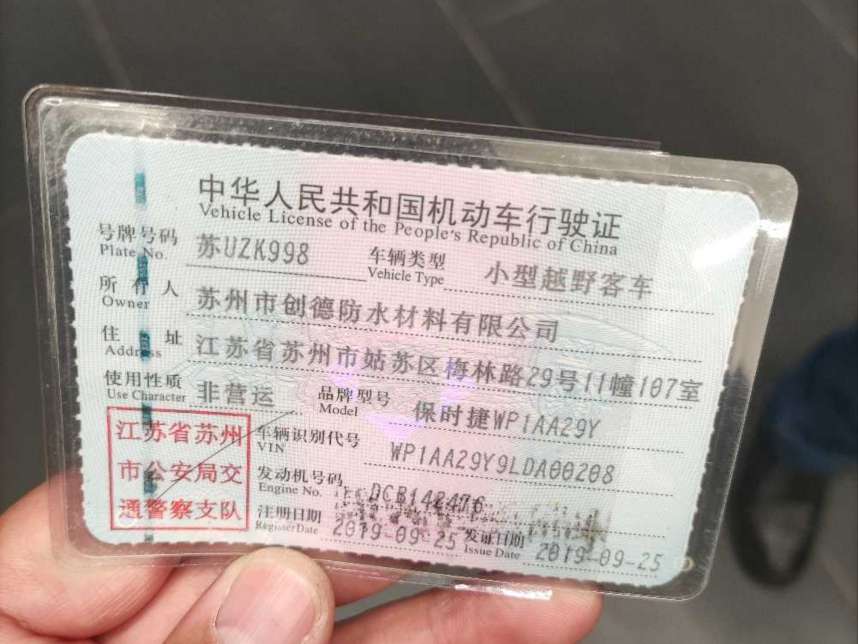 中华人民共和国机动车行驶证
Vehicle License of the People's Republic of China
号牌号码 苏UZK998 车辆类型 小型越野客车
Plate No. Vehicle Type
所有人 苏州市创德防水材料有限公司
Owner
住址 江苏省苏州市姑苏区梅林路29号11幢107室
Address
使用性质 非营运 品牌型号 保时捷WP1AA29Y
Use Character Model
江苏省苏州
市公安局交
通警察支队
车辆识别代号 WP1AA29Y9LDA00208
VIN
发动机号码 DCB142476
Engine No.
注册日期 2019-09-25 发证日期 2019-09-25
Register Date Issue Date